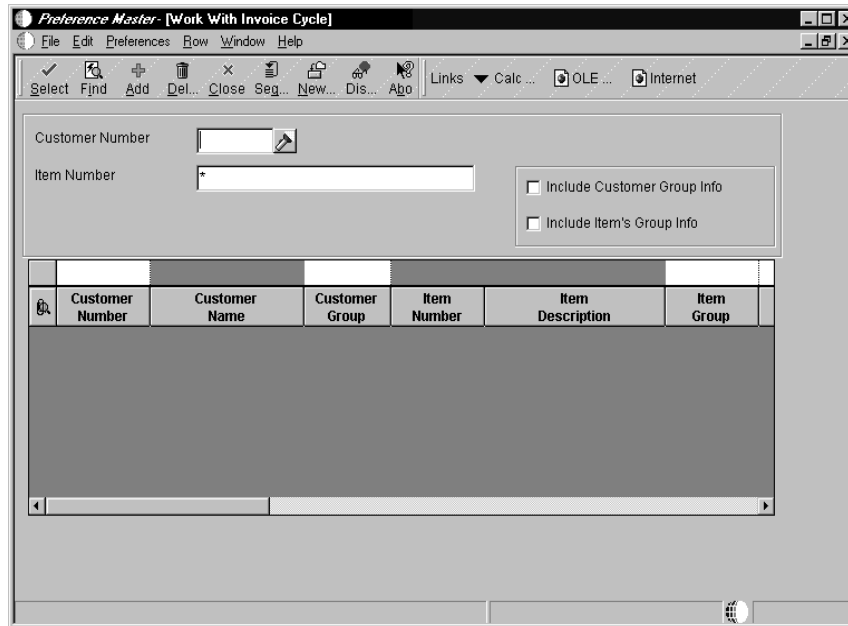 Preference Master - [Work With Invoice Cycle]
File Edit Preferences Row Window Help
Select Find Add Del... Close Seq... New... Dis... Abo Links Calc ... OLE ... Internet
Customer Number
Item Number *
Include Customer Group Info
Include Item's Group Info
Customer Number Customer Name Customer Group Item Number Item Description Item Group